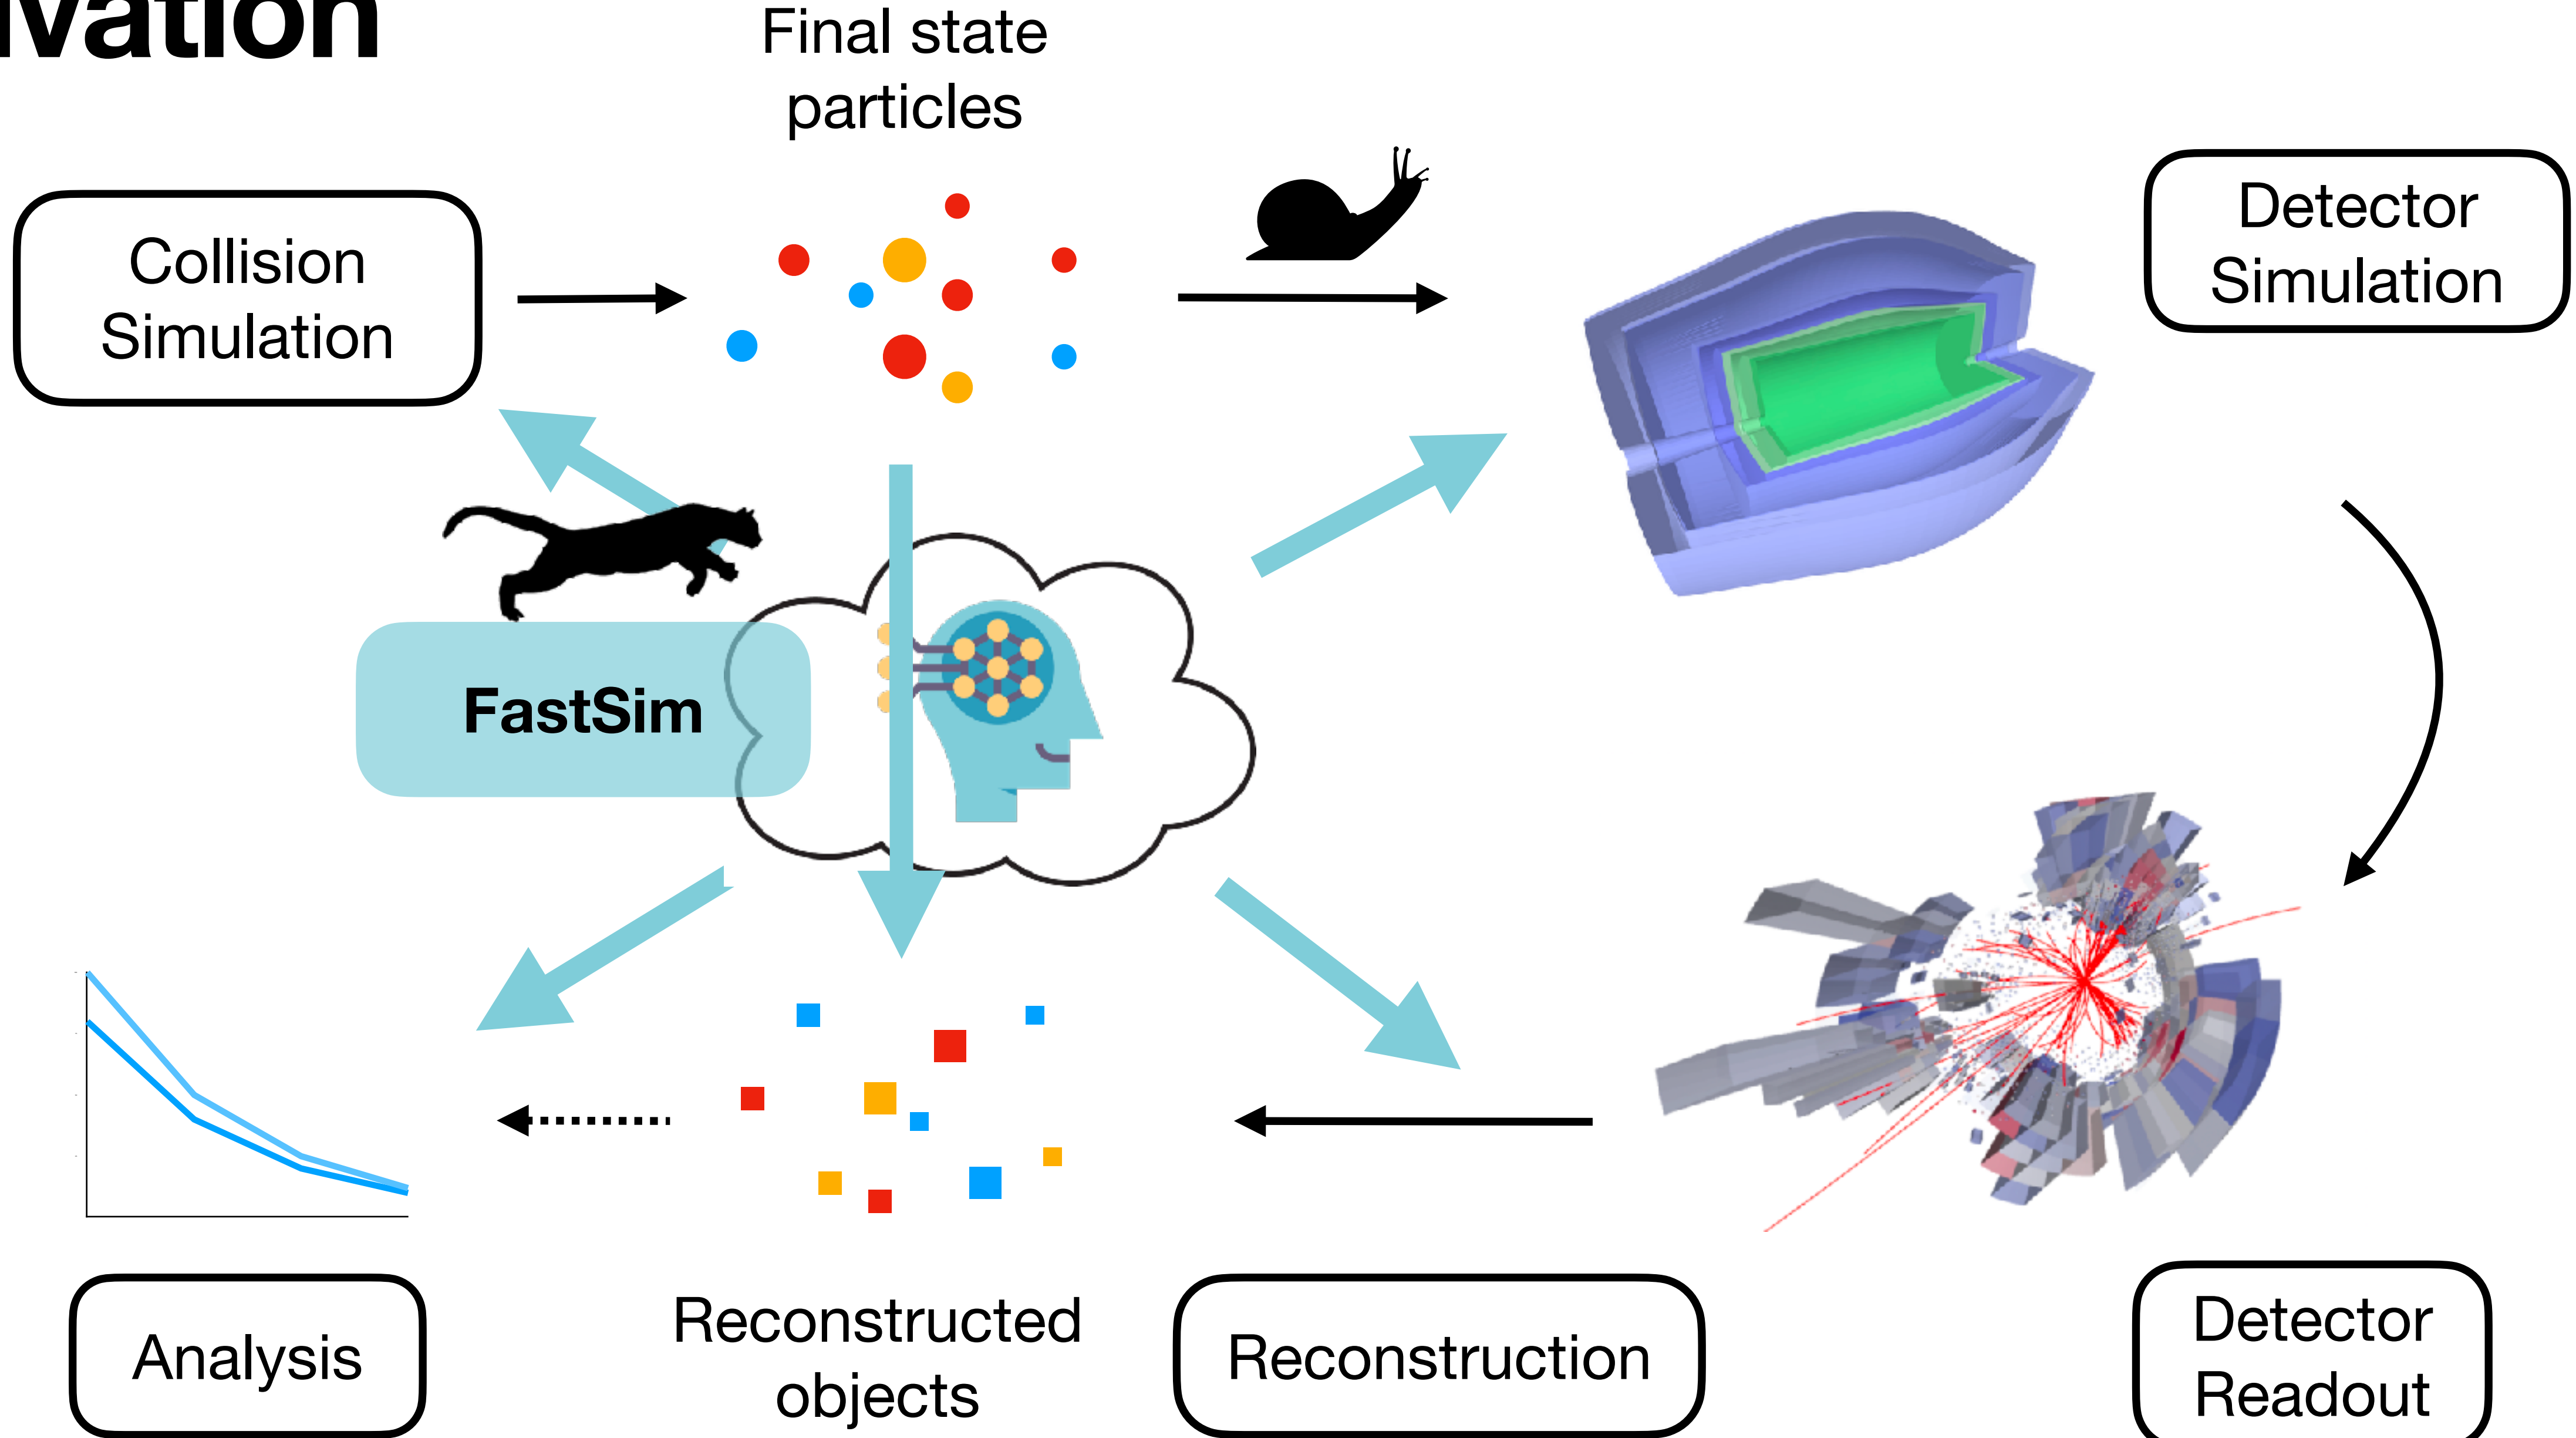 Final state
particles
Collision
Simulation
Detector
Simulation
FastSim
Analysis
Reconstructed
objects
Reconstruction
Detector
Readout